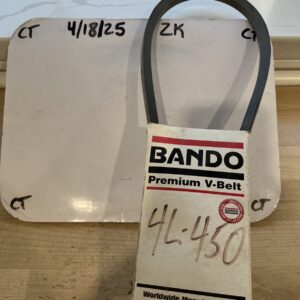 CT 4/18/25 ZK CT
BANDO
Premium V-Belt
4L-450
CT CT